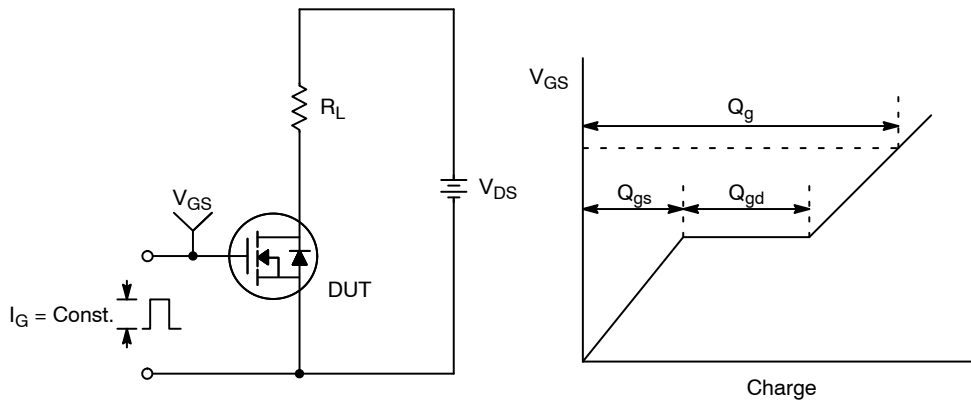 R_L
V_GS
V_DS
DUT
I_G = Const.
V_GS
Q_g
Q_gs
Q_gd
Charge